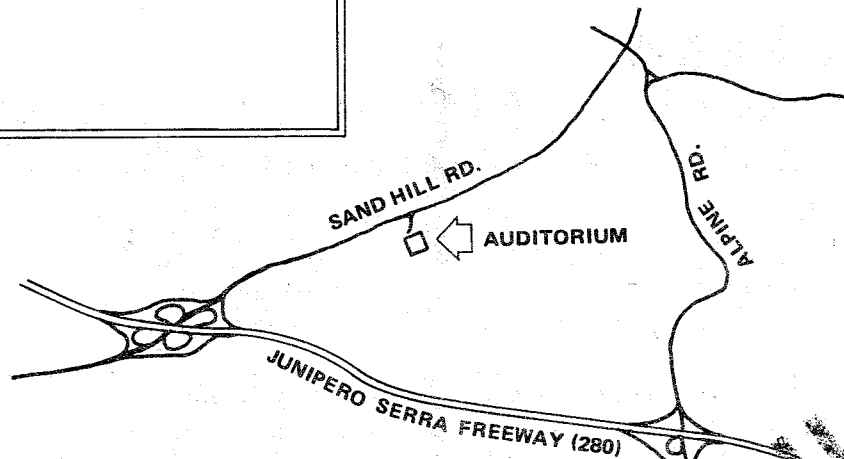 SAND HILL RD.
ALPINE RD.
AUDITORIUM
JUNIPERO SERRA FREEWAY (280)